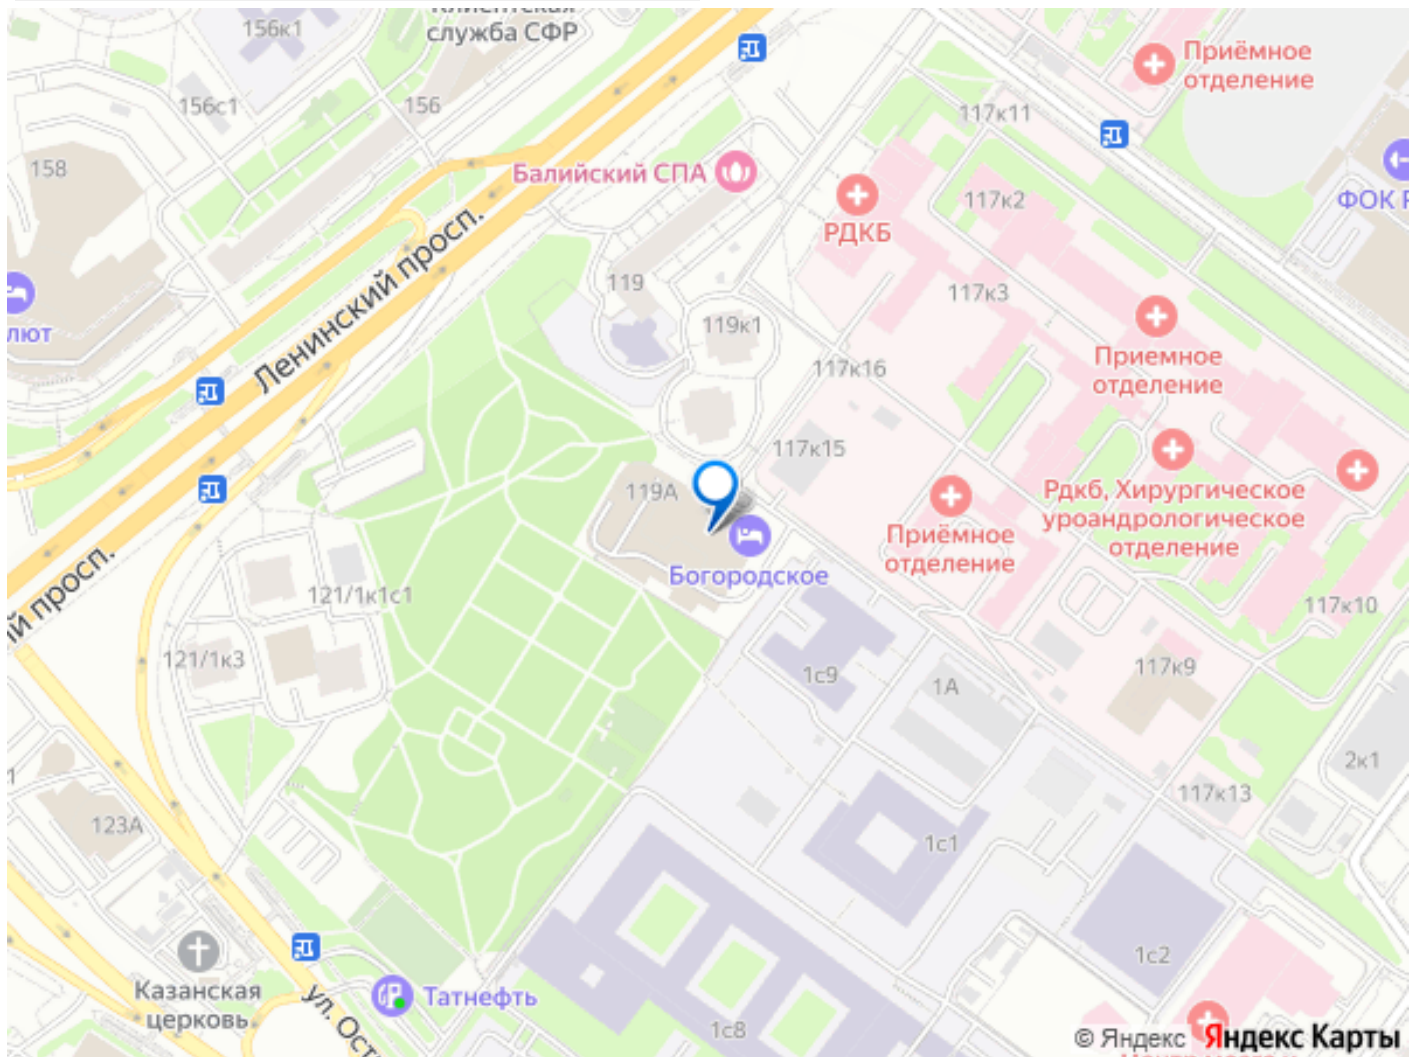 156к1
служба СФР
156с1
156
158
Приёмное
отделение
117к11
Балийский СПА
РДКБ
117к2
ФОК
Ленинский просп.
119
117к3
119к1
лют
Приемное
отделение
117к16
117к15
119А
Рдкб, Хирургическое
уроандрологическое
отделение
Приёмное
отделение
Богородское
й просп.
121/1к1с1
117к10
121/1к3
1с9
1А
117к9
2к1
117к13
123А
1с1
1с2
Казанская
церковь
Татнефть
ул. Ост
1с8
© Яндекс Яндекс Карты